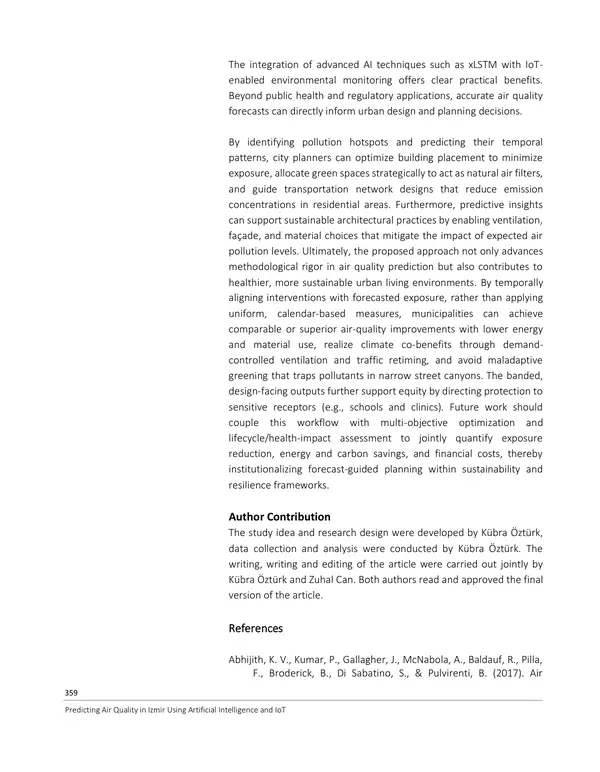 The integration of advanced AI techniques such as xLSTM with IoT-
enabled environmental monitoring offers clear practical benefits.
Beyond public health and regulatory applications, accurate air quality
forecasts can directly inform urban design and planning decisions.
By identifying pollution hotspots and predicting their temporal
patterns, city planners can optimize building placement to minimize
exposure, allocate green spaces strategically to act as natural air filters,
and guide transportation network designs that reduce emission
concentrations in residential areas. Furthermore, predictive insights
can support sustainable architectural practices by enabling ventilation,
façade, and material choices that mitigate the impact of expected air
pollution levels. Ultimately, the proposed approach not only advances
methodological rigor in air quality prediction but also contributes to
healthier, more sustainable urban living environments. By temporally
aligning interventions with forecasted exposure, rather than applying
uniform, calendar-based measures, municipalities can achieve
comparable or superior air-quality improvements with lower energy
and material use, realize climate co-benefits through demand-
controlled ventilation and traffic retiming, and avoid maladaptive
greening that traps pollutants in narrow street canyons. The banded,
design-facing outputs further support equity by directing protection to
sensitive receptors (e.g., schools and clinics). Future work should
couple this workflow with multi-objective optimization and
lifecycle/health-impact assessment to jointly quantify exposure
reduction, energy and carbon savings, and financial costs, thereby
institutionalizing forecast-guided planning within sustainability and
resilience frameworks.
Author Contribution
The study idea and research design were developed by Kübra Öztürk,
data collection and analysis were conducted by Kübra Öztürk. The
writing, writing and editing of the article were carried out jointly by
Kübra Öztürk and Zuhal Can. Both authors read and approved the final
version of the article.
References
Abhijith, K. V., Kumar, P., Gallagher, J., McNabola, A., Baldauf, R., Pilla,
F., Broderick, B., Di Sabatino, S., & Pulvirenti, B. (2017). Air
359
Predicting Air Quality in Izmir Using Artificial Intelligence and IoT